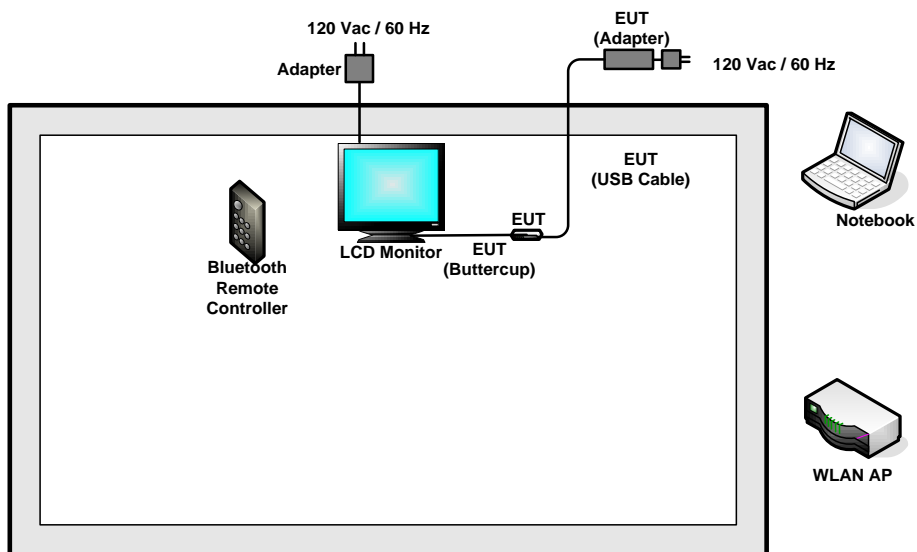 120 Vac / 60 Hz
Adapter
EUT
(Adapter)
120 Vac / 60 Hz
EUT
(USB Cable)
Notebook
EUT
LCD Monitor
EUT
(Buttercup)
Bluetooth
Remote
Controller
WLAN AP